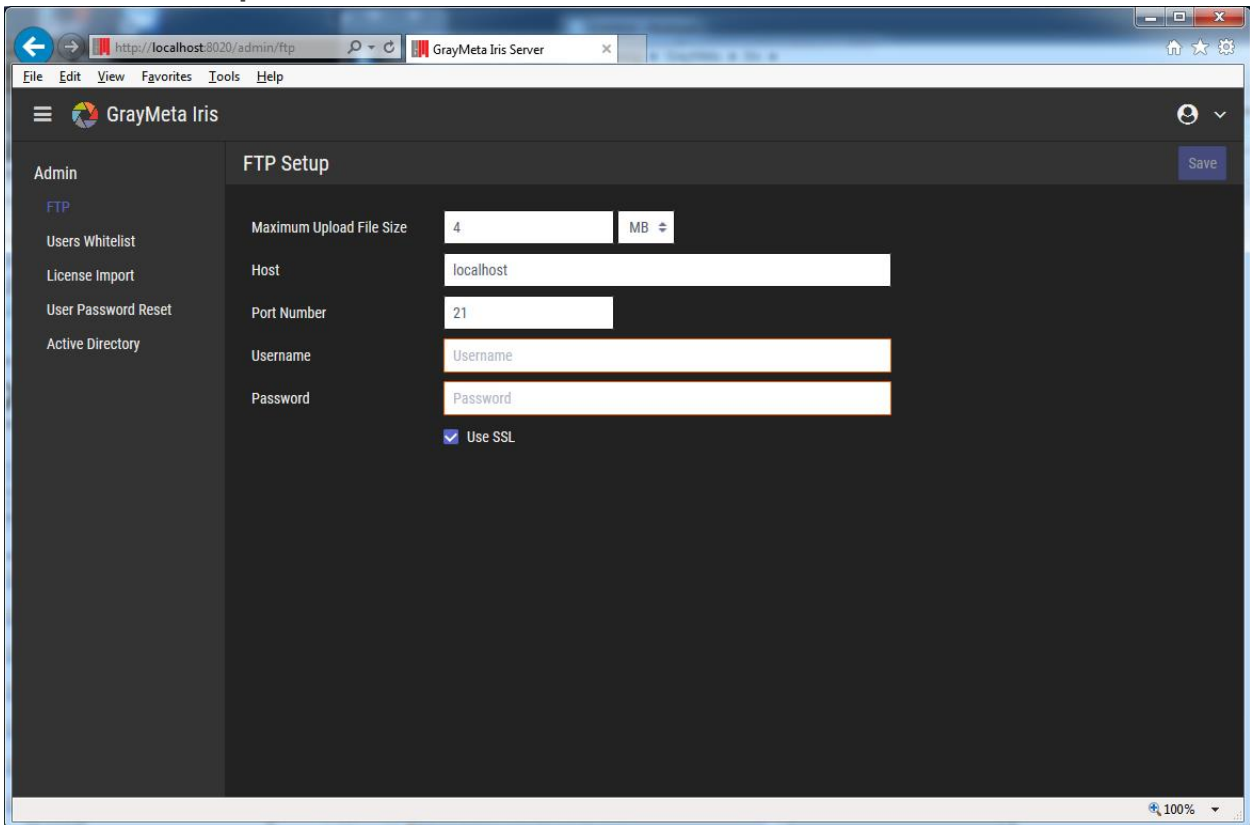 http://localhost:8020/admin/ftp
GrayMeta Iris Server
File Edit View Favorites Tools Help
GrayMeta Iris
Admin
FTP
Users Whitelist
License Import
User Password Reset
Active Directory
FTP Setup
Save
Maximum Upload File Size 4 MB
Host localhost
Port Number 21
Username Username
Password Password
Use SSL
100%